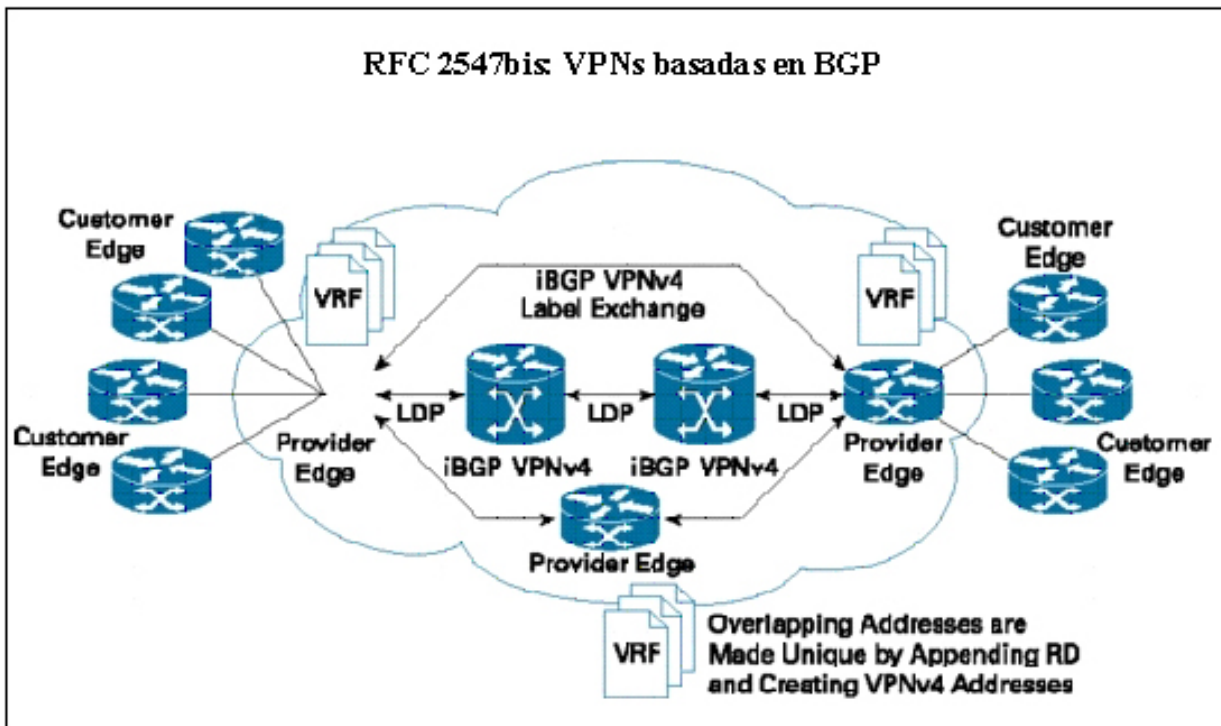 RFC 2547bis: VPNs basadas en BGP
Customer
Edge
VRF
iBGP VPNv4
Label Exchange
VRF
Customer
Edge
LDP
LDP
LDP
Customer
Edge
Provider
Edge
iBGP VPNv4
iBGP VPNv4
Provider
Edge
Customer
Edge
Provider Edge
VRF
Overlapping Addresses are
Made Unique by Appending RD
and Creating VPNv4 Addresses